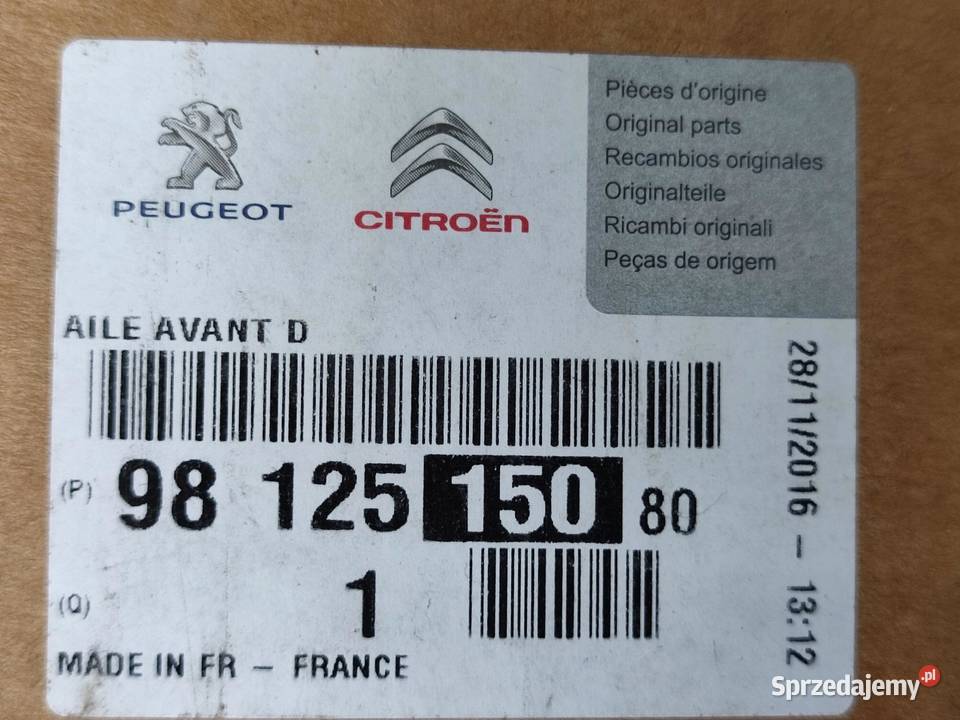 PEUGEOT
CITROËN
Pièces d'origine
Original parts
Recambios originales
Originalteile
Ricambi originali
Peças de origem
AILE AVANT D
(P) 98 125 150 80
(Q) 1
MADE IN FR – FRANCE
28/11/2016 – 13:12
Sprzedajemy.pl